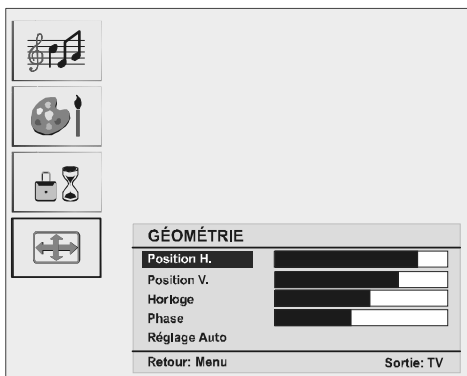 GÉOMÉTRIE
Position H.
Position V.
Horloge
Phase
Réglage Auto
Retour: Menu Sortie: TV